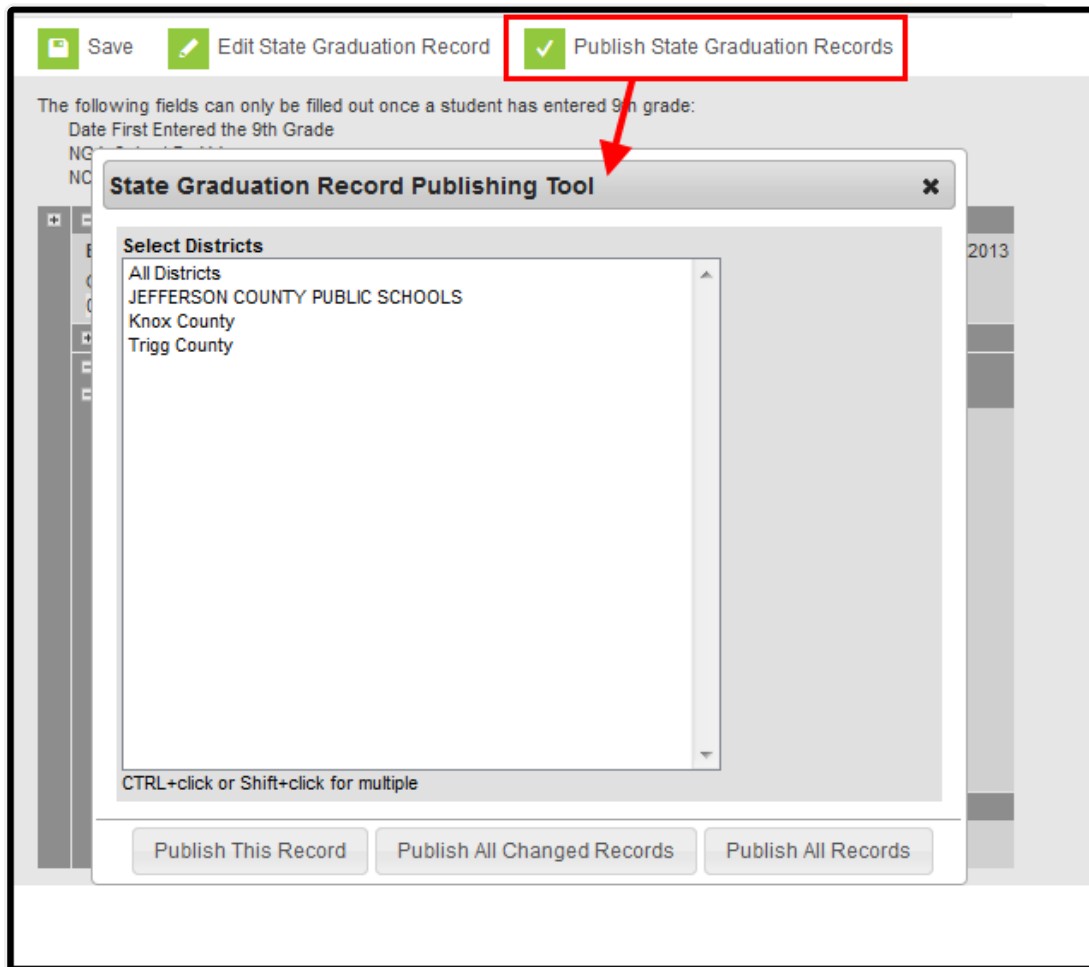 Save Edit State Graduation Record Publish State Graduation Records
The following fields can only be filled out once a student has entered 9th grade:
Date First Entered the 9th Grade
State Graduation Record Publishing Tool
Select Districts
2013
All Districts
JEFFERSON COUNTY PUBLIC SCHOOLS
Knox County
Trigg County
CTRL+click or Shift+click for multiple
Publish This Record Publish All Changed Records Publish All Records